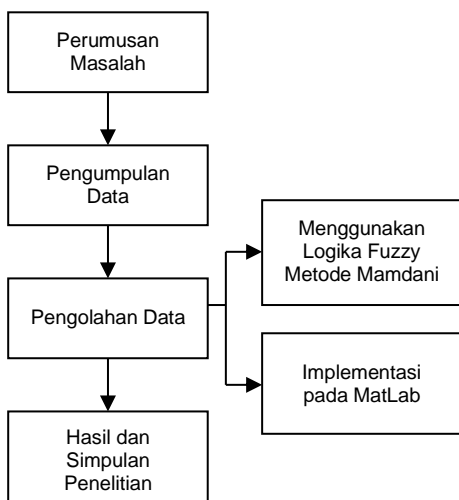 Perumusan
Masalah
Pengumpulan
Data
Menggunakan
Logika Fuzzy
Metode Mamdani
Pengolahan Data
Implementasi
pada MatLab
Hasil dan
Simpulan
Penelitian